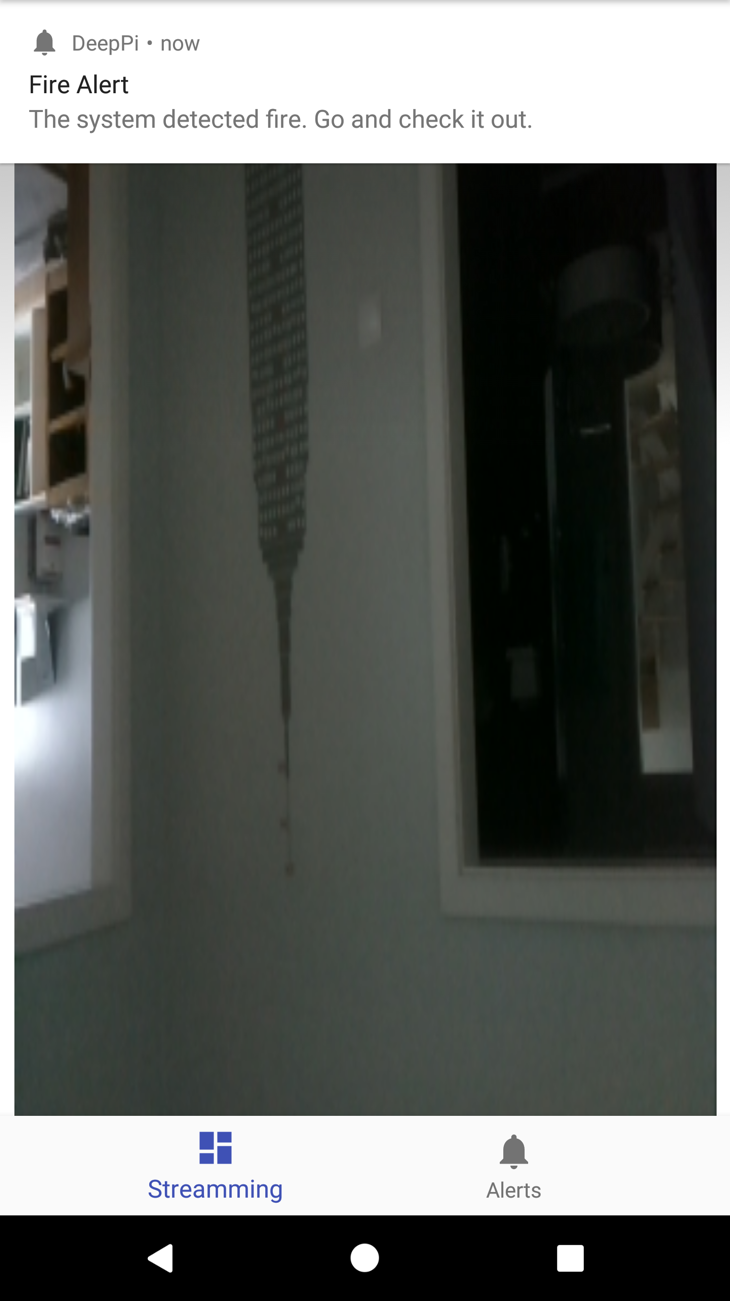 DeepPi • now
Fire Alert
The system detected fire. Go and check it out.
Streamming
Alerts